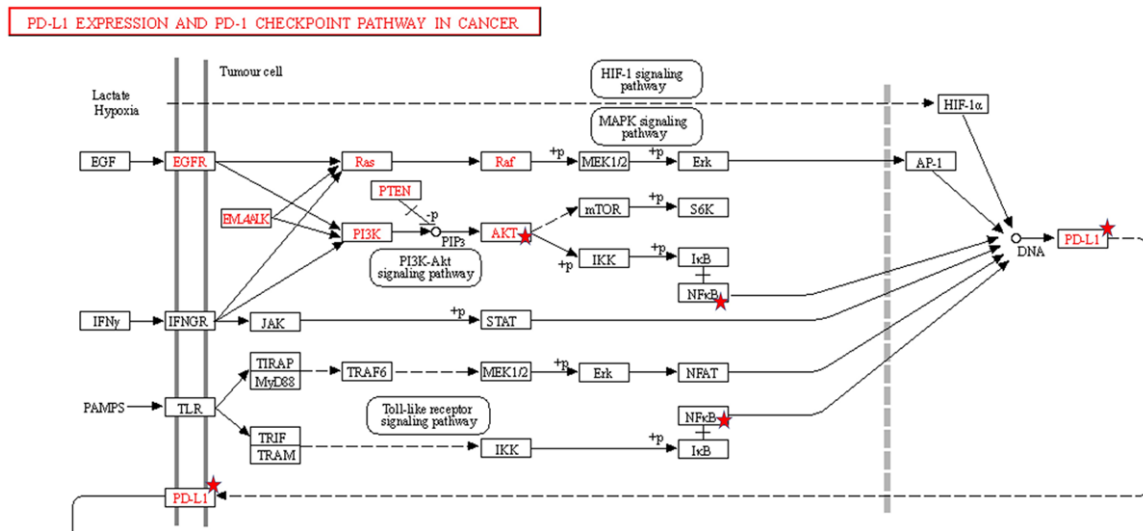 PD-L1 EXPRESSION AND PD-1 CHECKPOINT PATHWAY IN CANCER
Tumour cell
HIF-1 signaling
pathway
Lactate
Hypoxia
HIF-1α
MAPK signaling
pathway
EGF
EGFR
Ras
Raf
+p
MEK1/2
+p
Erk
AP-1
PTEN
EML4ALK
PI3K
-p
PIP3
AKT
mTOR
+p
S6K
PD-L1
DNA
PI3K-Akt
signaling pathway
+p
IKK
+p
IκB
NFκB
IFNγ
IFNGR
JAK
+p
STAT
TIRAP
MyD88
TRAF6
MEK1/2
+p
Erk
NFAT
PAMPS
TLR
Toll-like receptor
signaling pathway
NFκB
TRIF
TRAM
IKK
+p
IκB
PD-L1